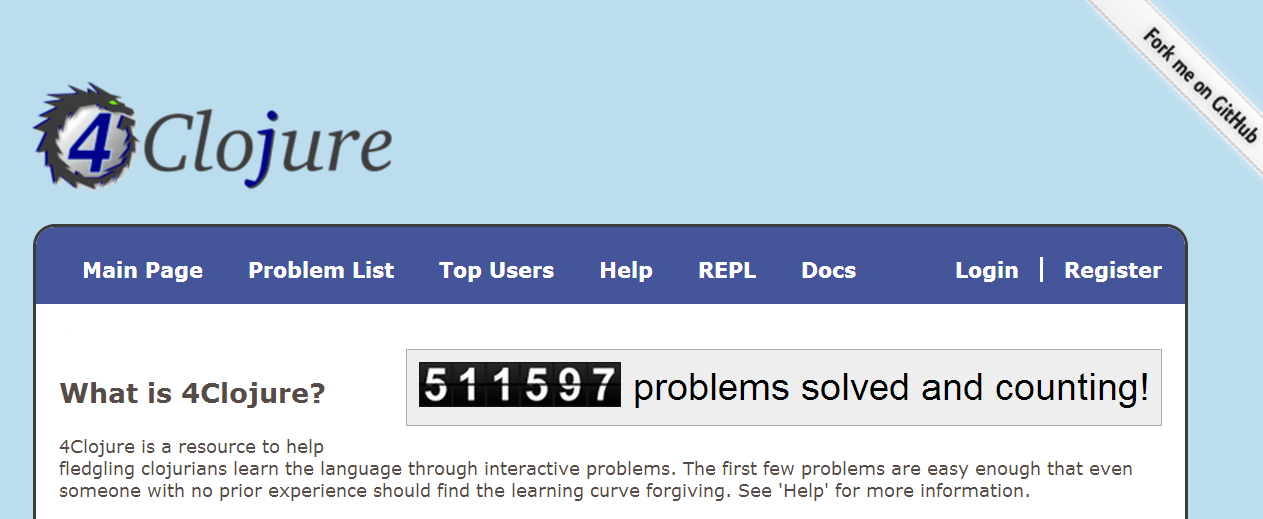 Fork me on GitHub
4Clojure
Main Page Problem List Top Users Help REPL Docs Login | Register
What is 4Clojure?
511597 problems solved and counting!
4Clojure is a resource to help
fledgling clojurians learn the language through interactive problems. The first few problems are easy enough that even
someone with no prior experience should find the learning curve forgiving. See 'Help' for more information.